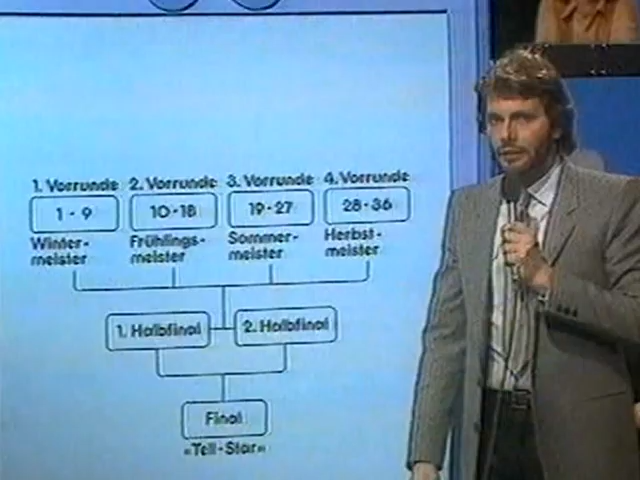 1. Vorrunde 2. Vorrunde 3. Vorrunde 4. Vorrunde
1 - 9 10 - 18 19 - 27 28 - 36
Winter- Frühlings- Sommer- Herbst-
meister meister meister meister
1. Halbfinal 2. Halbfinal
Final
«Tell-Star»